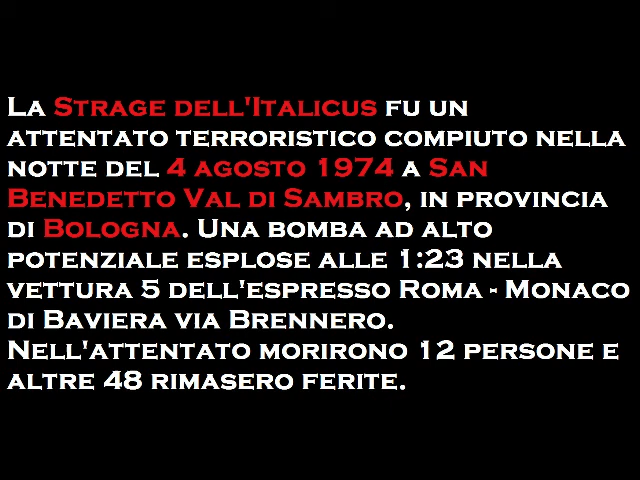 La Strage dell'Italicus fu un
attentato terroristico compiuto nella
notte del 4 agosto 1974 a San
Benedetto Val di Sambro, in provincia
di Bologna. Una bomba ad alto
potenziale esplose alle 1:23 nella
vettura 5 dell'espresso Roma - Monaco
di Baviera via Brennero.
Nell'attentato morirono 12 persone e
altre 48 rimasero ferite.